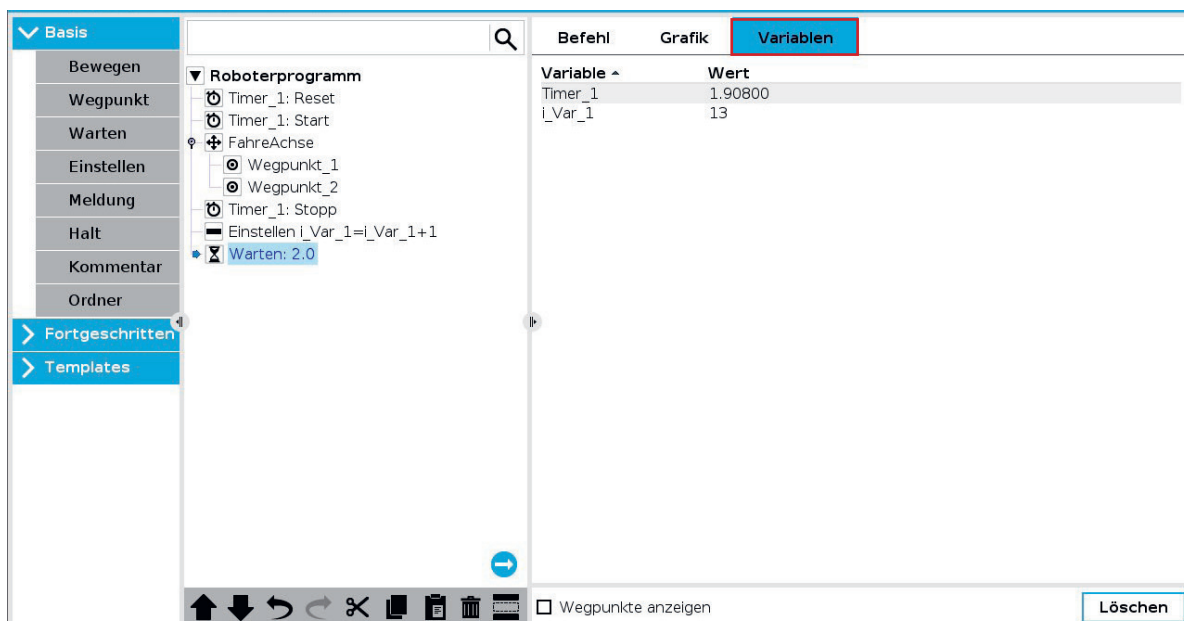 Basis
Bewegen
Wegpunkt
Warten
Einstellen
Meldung
Halt
Kommentar
Ordner
Fortgeschritten
Templates
Roboterprogramm
Timer_1: Reset
Timer_1: Start
FahreAchse
Wegpunkt_1
Wegpunkt_2
Timer_1: Stopp
Einstellen i_Var_1=i_Var_1+1
Warten: 2.0
Befehl Grafik Variablen
Variable Wert
Timer_1 1.90800
i_Var_1 13
Wegpunkte anzeigen
Löschen